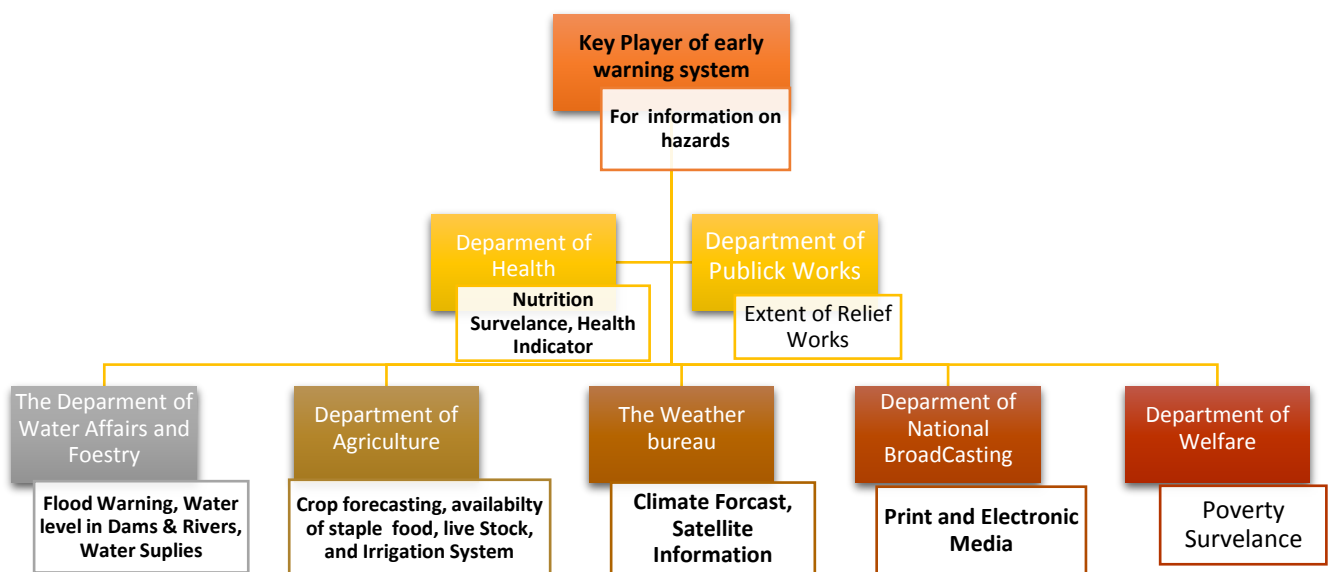 Key Player of early
warning system
For information on
hazards
Deparment of
Health
Nutrition
Survelance, Health
Indicator
Department of
Publick Works
Extent of Relief
Works
The Deparment of
Water Affairs and
Foestry
Flood Warning, Water
level in Dams & Rivers,
Water Suplies
Department of
Agriculture
Crop forecasting, availabilty
of staple food, live Stock,
and Irrigation System
The Weather
bureau
Climate Forcast,
Satellite
Information
Deparment of
National
BroadCasting
Print and Electronic
Media
Department of
Welfare
Poverty
Survelance